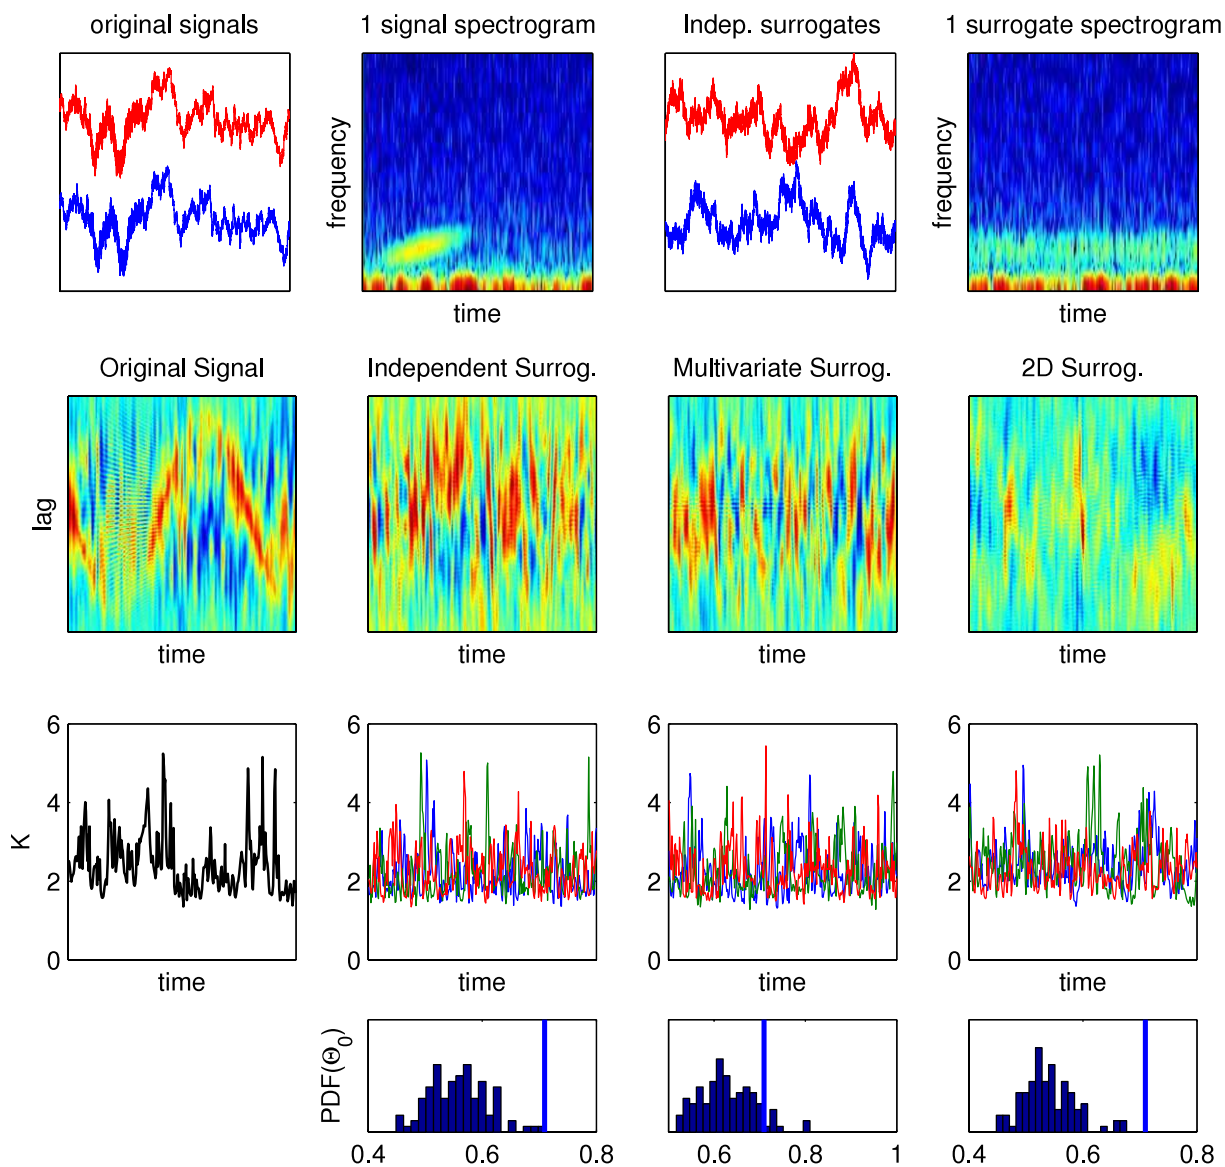 original signals
1 signal spectrogram
Indep. surrogates
1 surrogate spectrogram
frequency
frequency
time
time
Original Signal
Independent Surrog.
Multivariate Surrog.
2D Surrog.
lag
time
time
time
time
6
4
2
0
K
6
4
2
0
6
4
2
0
6
4
2
0
time
time
time
time
PDF(Θ₀)
0.4 0.6 0.8
0.6 0.8 1
0.4 0.6 0.8